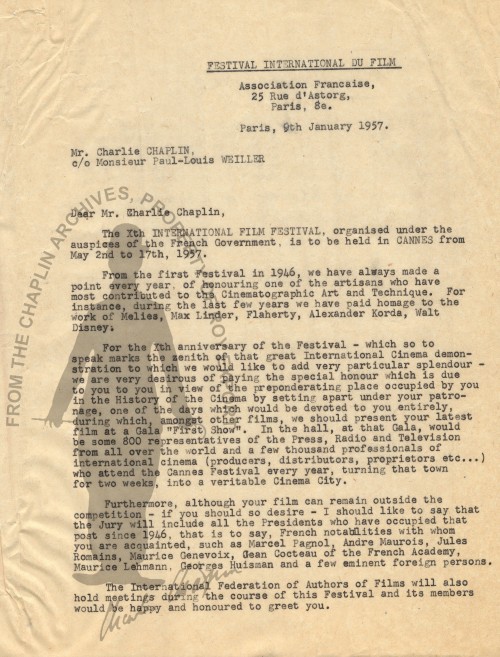 FESTIVAL INTERNATIONAL DU FILM
Association Francaise,
25 Rue d'Astorg,
Paris, 8e.
Paris, 9th January 1957.
Mr. Charlie CHAPLIN,
c/o Monsieur Paul-Louis WEILLER
Dear Mr. Charlie Chaplin,
The Xth INTERNATIONAL FILM FESTIVAL, organised under the
auspices of the French Government, is to be held in CANNES from
May 2nd to 17th, 1957.
From the first Festival in 1946, we have always made a
point every year, of honouring one of the artisans who have
most contributed to the Cinematographic Art and Technique. For
instance, during the last few years we have paid homage to the
work of Melies, Max Linder, Flaherty, Alexander Korda, Walt
Disney.
For the Xth anniversary of the Festival - which so to
speak marks the zenith of that great International Cinema demon-
stration to which we would like to add very particular splendour -
we are very desirous of paying the special honour which is due
to you to you in view of the preponderating place occupied by you
in the History of the Cinema by setting apart under your patro-
nage, one of the days which would be devoted to you entirely,
during which, amongst other films, we should present your latest
film at a Gala "First Show". In the hall, at that Gala, would
be some 800 representatives of the Press, Radio and Television
from all over the world and a few thousand professionals of
international cinema (producers, distributors, proprietors etc...)
who attend the Cannes Festival every year, turning that town
for two weeks, into a veritable Cinema City.
Furthermore, although your film can remain outside the
competition - if you should so desire - I should like to say that
the Jury will include all the Presidents who have occupied that
post since 1946, that is to say, French notabilities with whom
you are acquainted, such as Marcel Pagnol, Andre Maurois, Jules
Romains, Maurice Genevoix, Jean Cocteau of the French Academy,
Maurice Lehmann, Georges Huisman and a few eminent foreign persons.
The International Federation of Authors of Films will also
hold meetings during the course of this Festival and its members
would be happy and honoured to greet you.
FROM THE CHAPLIN ARCHIVES, PROPERTY OF
Charlie Chaplin